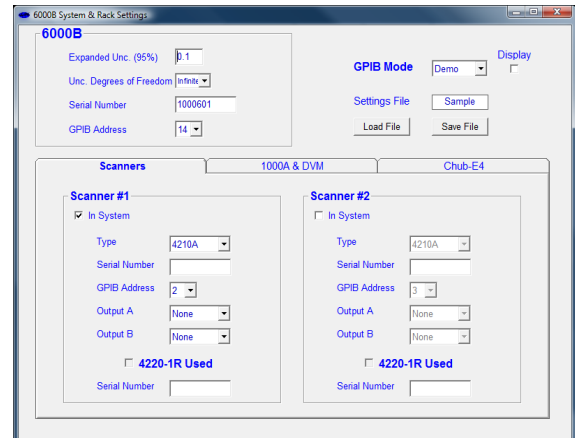 6000B System & Rack Settings
6000B
Expanded Unc. (95%) 0.1
Unc. Degrees of Freedom Infinite
Serial Number 1000601
GPIB Address 14
Display
GPIB Mode Demo
Settings File Sample
Load File Save File
Scanners 1000A & DVM Chub-E4
Scanner #1
In System
Type 4210A
Serial Number
GPIB Address 2
Output A None
Output B None
4220-1R Used
Serial Number
Scanner #2
In System
Type 4210A
Serial Number
GPIB Address 3
Output A None
Output B None
4220-1R Used
Serial Number